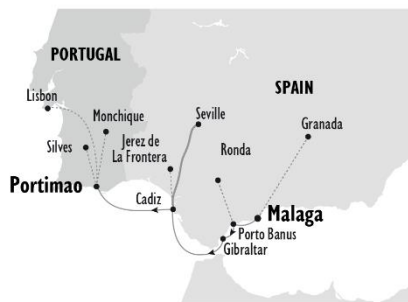 PORTUGAL
SPAIN
Lisbon
Monchique
Seville
Granada
Silves
Jerez de
La Frontera
Ronda
Portimao
Cadiz
Malaga
Porto Banus
Gibraltar